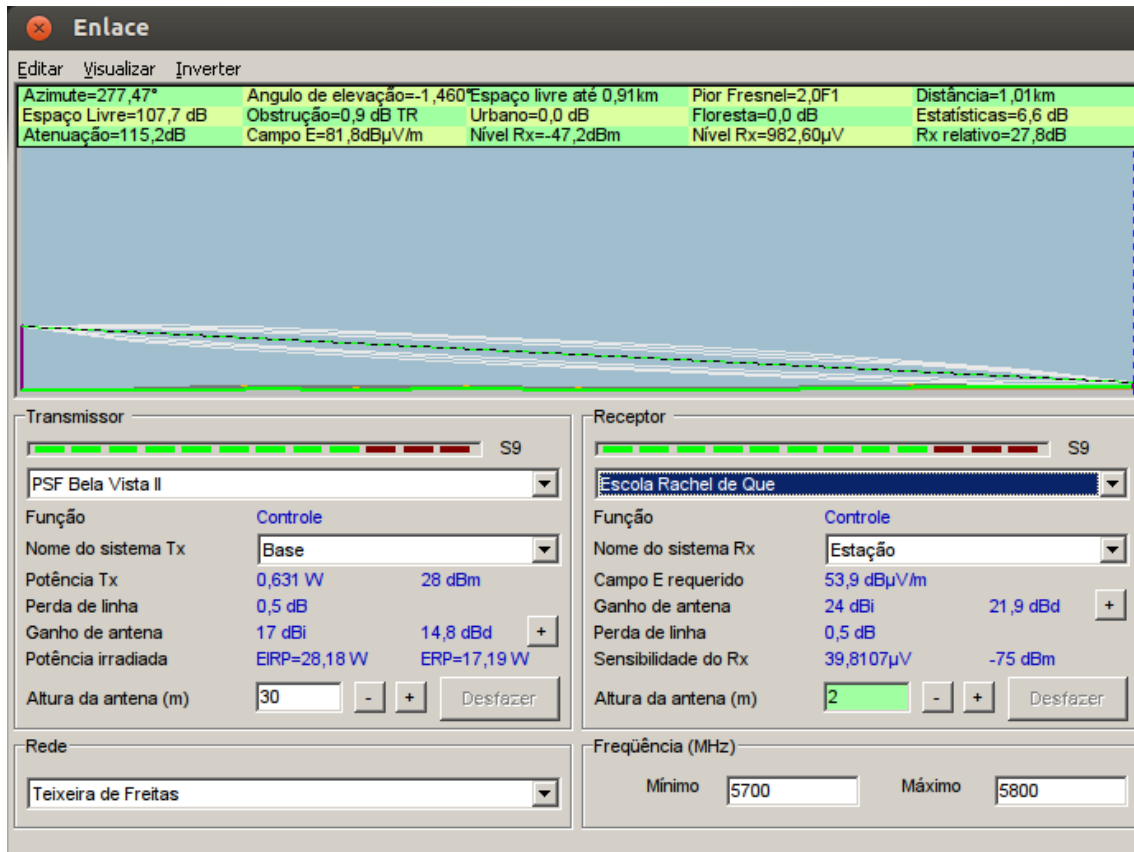 Enlace
Editar Visualizar Inverter
Azimute=277,47° Angulo de elevação=-1,460° Espaço livre até 0,91km Pior Fresnel=2,0F1 Distância=1,01km
Espaço Livre=107,7 dB Obstrução=0,9 dB TR Urbano=0,0 dB Floresta=0,0 dB Estatísticas=6,6 dB
Atenuação=115,2dB Campo E=81,8dBµV/m Nível Rx=-47,2dBm Nível Rx=982,60µV Rx relativo=27,8dB
Transmissor
S9
PSF Bela Vista II
Função Controle
Nome do sistema Tx Base
Potência Tx 0,631 W 28 dBm
Perda de linha 0,5 dB
Ganho de antena 17 dBi 14,8 dBd +
Potência irradiada EIRP=28,18 W ERP=17,19 W
Altura da antena (m) 30 - + Desfazer
Rede
Teixeira de Freitas
Receptor
S9
Escola Rachel de Que
Função Controle
Nome do sistema Rx Estação
Campo E requerido 53,9 dBµV/m
Ganho de antena 24 dBi 21,9 dBd +
Perda de linha 0,5 dB
Sensibilidade do Rx 39,8107µV -75 dBm
Altura da antena (m) 2 - + Desfazer
Freqüência (MHz)
Mínimo 5700 Máximo 5800